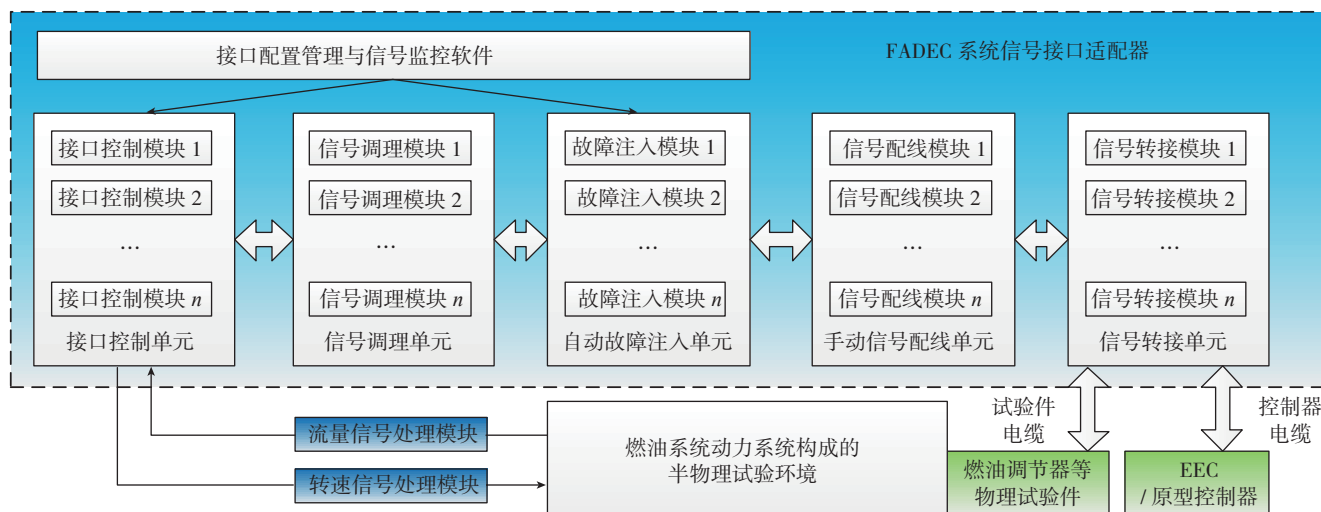 接口配置管理与信号监控软件
FADEC 系统信号接口适配器
接口控制模块 1
接口控制模块 2
…
接口控制模块 n
接口控制单元
信号调理模块 1
信号调理模块 2
…
信号调理模块 n
信号调理单元
故障注入模块 1
故障注入模块 2
…
故障注入模块 n
自动故障注入单元
信号配线模块 1
信号配线模块 2
…
信号配线模块 n
手动信号配线单元
信号转接模块 1
信号转接模块 2
…
信号转接模块 n
信号转接单元
流量信号处理模块
转速信号处理模块
燃油系统动力系统构成的
半物理试验环境
试验件
电缆
控制器
电缆
燃油调节器等
物理试验件
EEC
/ 原型控制器